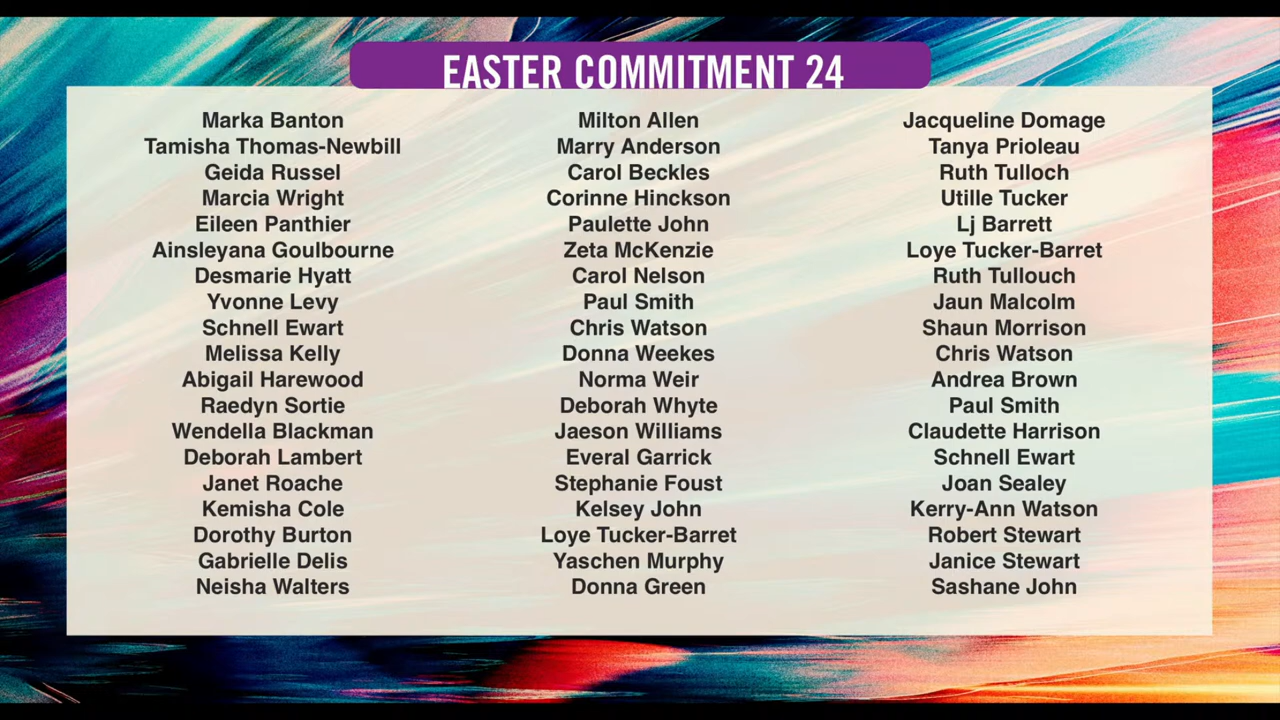 EASTER COMMITMENT 24
Marka Banton
Tamisha Thomas-Newbill
Geida Russel
Marcia Wright
Eileen Panthier
Ainsleyana Goulbourne
Desmarie Hyatt
Yvonne Levy
Schnell Ewart
Melissa Kelly
Abigail Harewood
Raedyn Sortie
Wendella Blackman
Deborah Lambert
Janet Roache
Kemisha Cole
Dorothy Burton
Gabrielle Delis
Neisha Walters
Milton Allen
Marry Anderson
Carol Beckles
Corinne Hinckson
Paulette John
Zeta McKenzie
Carol Nelson
Paul Smith
Chris Watson
Donna Weekes
Norma Weir
Deborah Whyte
Jaeson Williams
Everal Garrick
Stephanie Foust
Kelsey John
Loye Tucker-Barret
Yaschen Murphy
Donna Green
Jacqueline Domage
Tanya Prioleau
Ruth Tulloch
Utille Tucker
Lj Barrett
Loye Tucker-Barret
Ruth Tullouch
Jaun Malcolm
Shaun Morrison
Chris Watson
Andrea Brown
Paul Smith
Claudette Harrison
Schnell Ewart
Joan Sealey
Kerry-Ann Watson
Robert Stewart
Janice Stewart
Sashane John